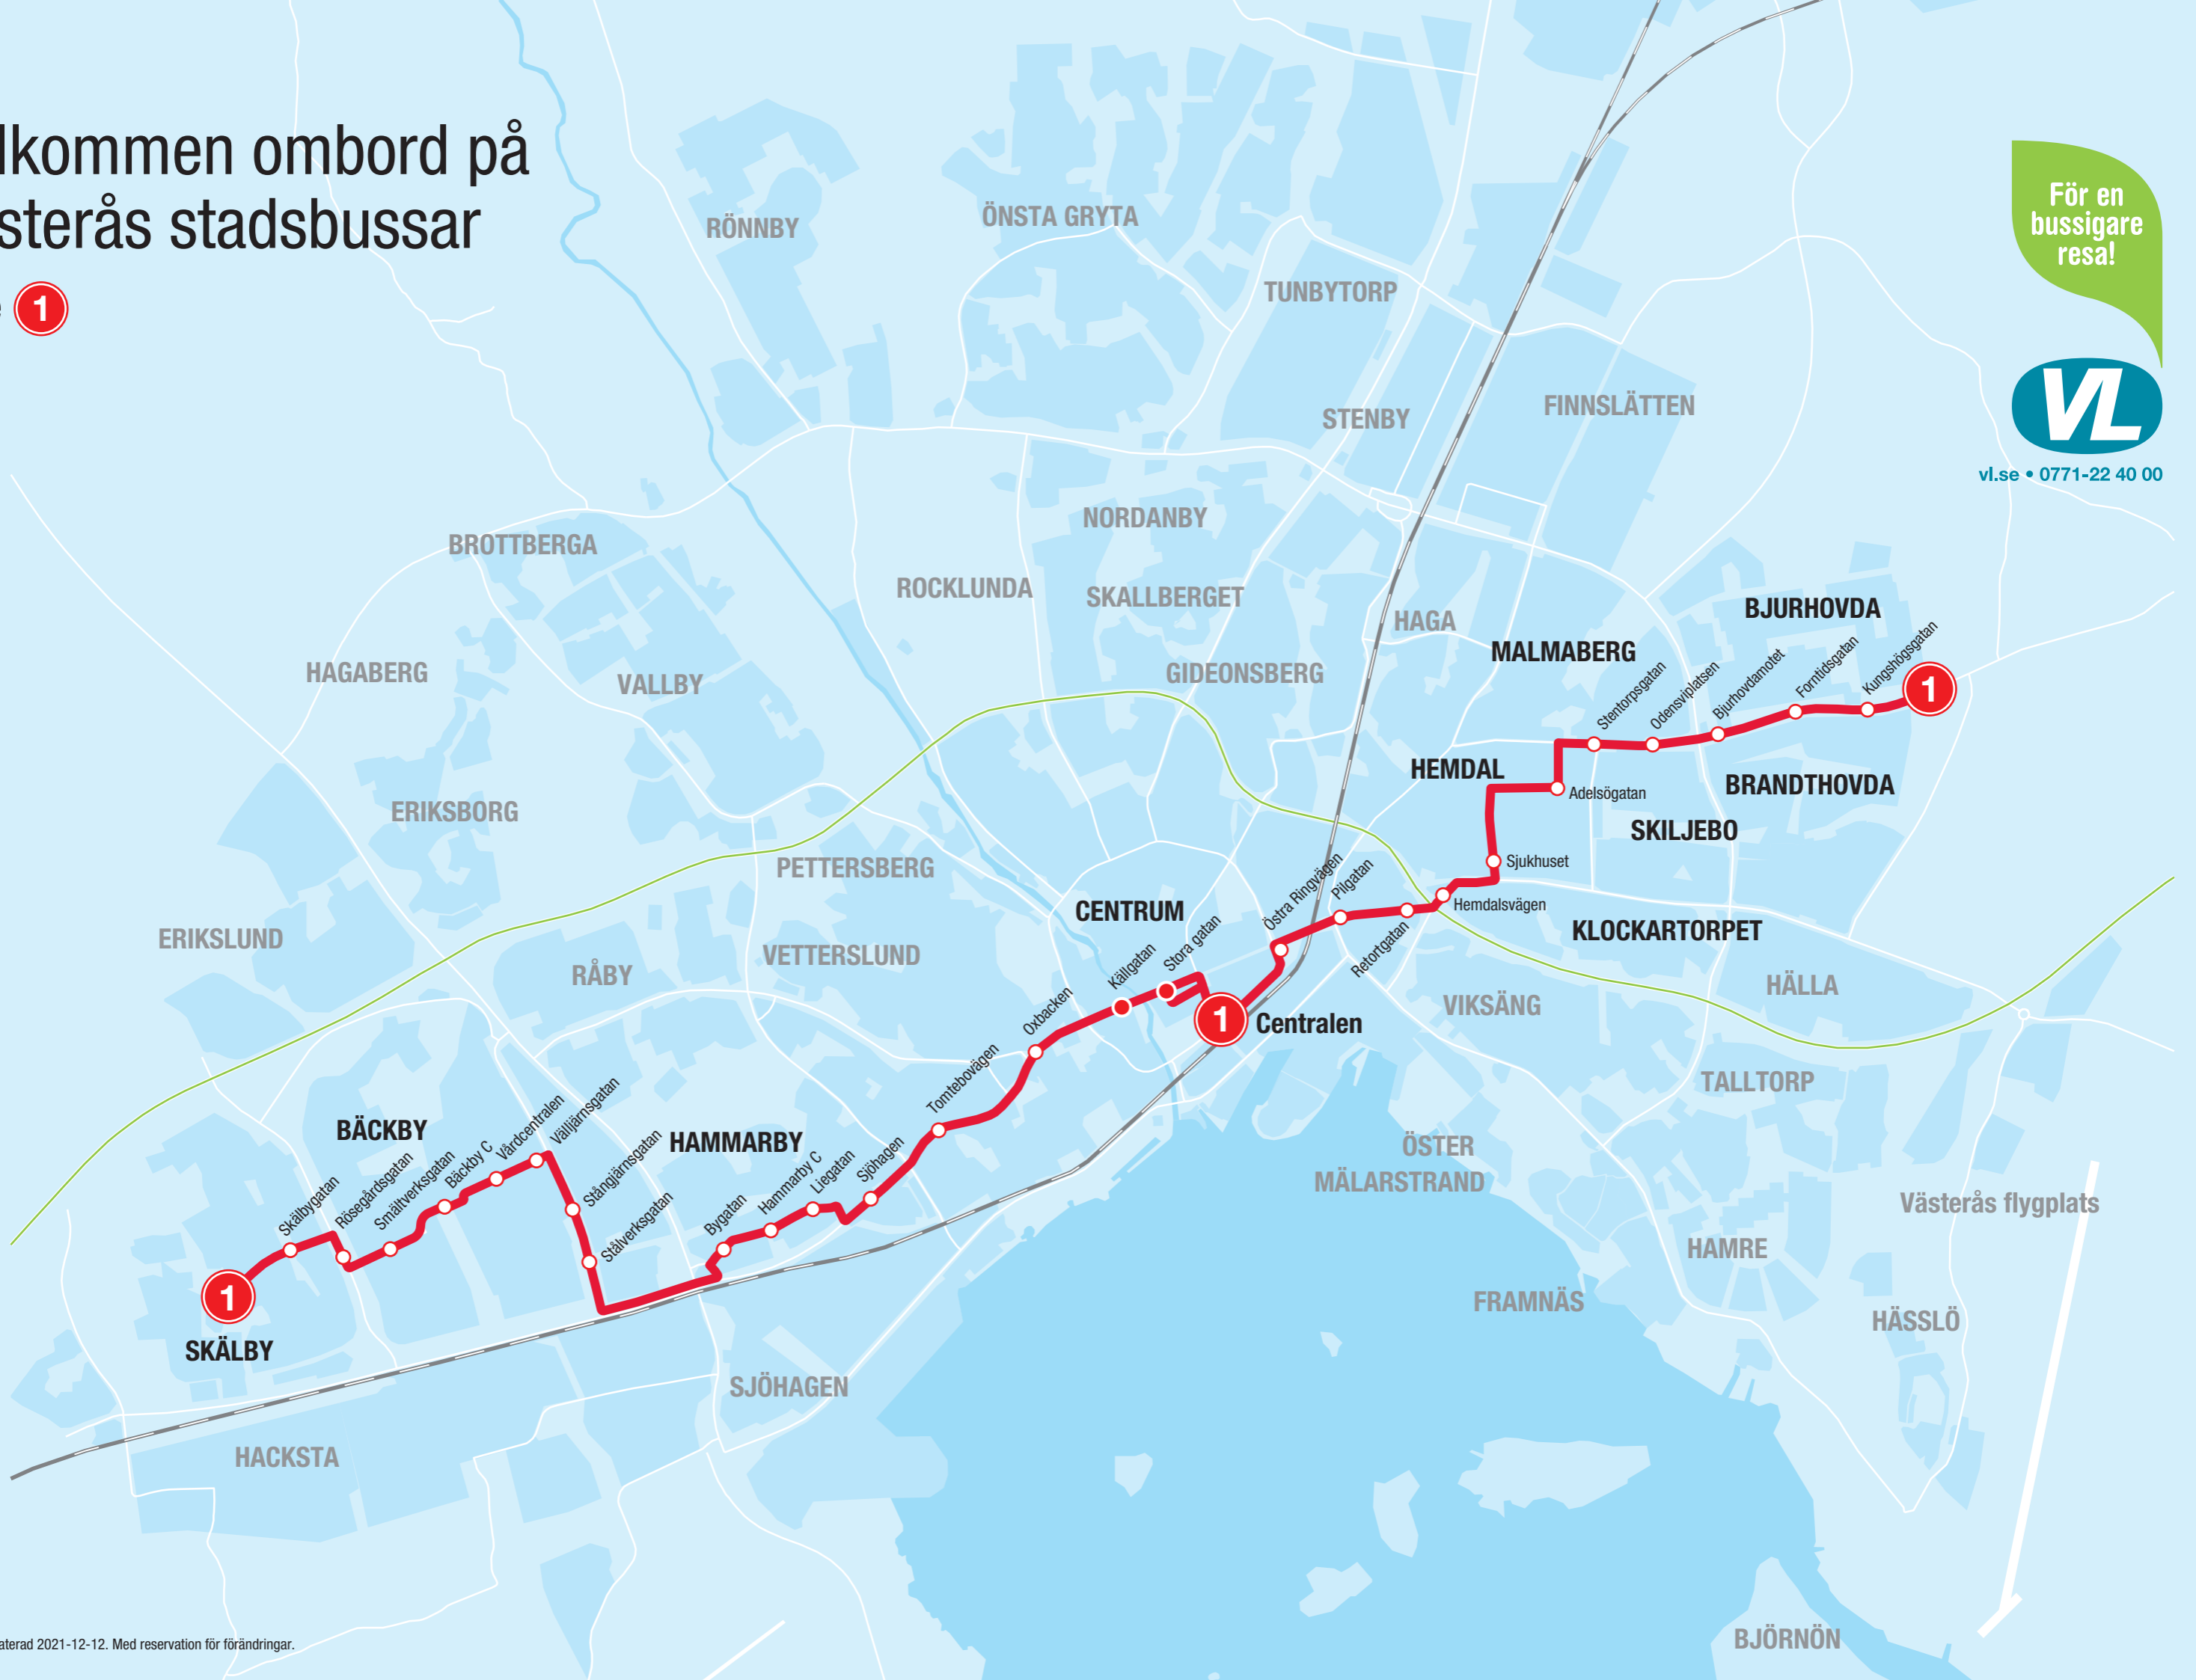 lkommen ombord på
sterås stadsbussar
e 1
För en
bussigare
resa!
VL
vl.se • 0771-22 40 00
RÖNNBY
ÖNSTA GRYTA
TUNBYTORP
STENBY
FINNSLÄTTEN
NORDANBY
BROTTBERGA
ROCKLUNDA
SKALLBERGET
HAGA
BJURHOVDA
MALMABERG
HAGABERG
VALLBY
GIDEONSBERG
Stentorpsgatan
Odensviplatsen
Bjurhovdamotet
Forntidsgatan
Kungshögsgatan
1
HEMDAL
Adelsögatan
BRANDTHOVDA
ERIKSBORG
SKILJEBO
PETTERSBERG
Sjukhuset
CENTRUM
Östra Ringvägen
Pilgatan
Hemdalsvägen
Retortgatan
KLOCKARTORPET
ERIKSLUND
RÅBY
VETTERSLUND
Källgatan
Stora gatan
HÄLLA
VIKSÄNG
1
Centralen
Oxbacken
Tomtebovägen
TALLTORP
BÄCKBY
HAMMARBY
Skälbygatan
Rösegårdsgatan
Smältverksgatan
Bäckby C
Vårdcentralen
Välljärnsgatan
Stångjärnsgatan
Stålverksgatan
Bygatan
Hammarby C
Liegatan
Sjöhagen
ÖSTER
MÄLARSTRAND
Västerås flygplats
HAMRE
1
SKÄLBY
FRAMNÄS
HÄSSLÖ
SJÖHAGEN
HACKSTA
BJÖRNÖN
aterad 2021-12-12. Med reservation för förändringar.